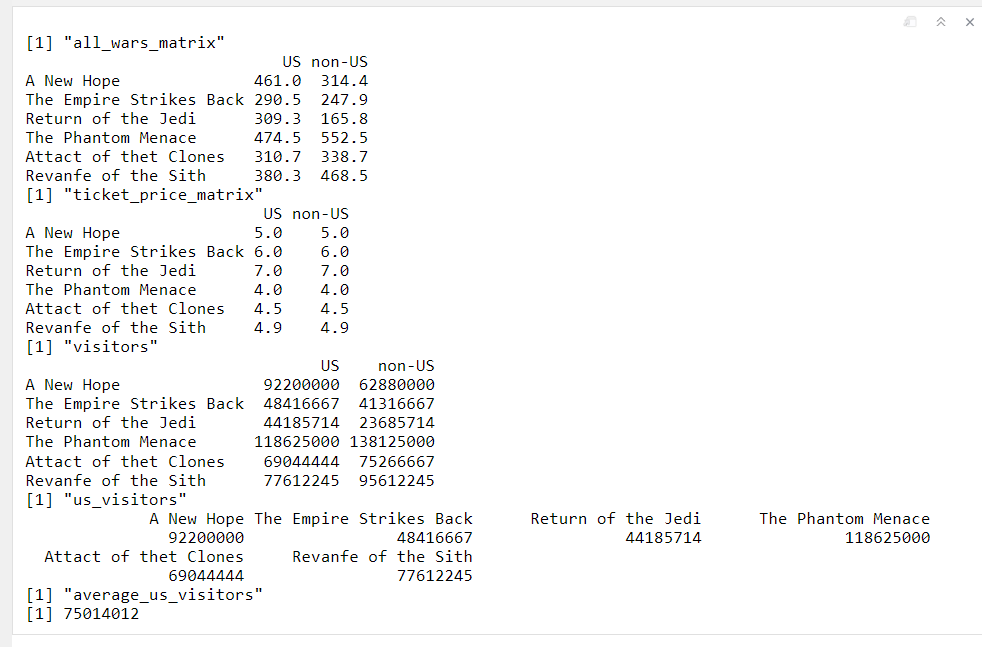 [1] "all_wars_matrix"
                           US non-US
A New Hope              461.0  314.4
The Empire Strikes Back 290.5  247.9
Return of the Jedi      309.3  165.8
The Phantom Menace      474.5  552.5
Attact of thet Clones   310.7  338.7
Revanfe of the Sith     380.3  468.5
[1] "ticket_price_matrix"
                         US non-US
A New Hope              5.0    5.0
The Empire Strikes Back 6.0    6.0
Return of the Jedi      7.0    7.0
The Phantom Menace      4.0    4.0
Attact of thet Clones   4.5    4.5
Revanfe of the Sith     4.9    4.9
[1] "visitors"
                               US    non-US
A New Hope               92200000  62880000
The Empire Strikes Back  48416667  41316667
Return of the Jedi       44185714  23685714
The Phantom Menace      118625000 138125000
Attact of thet Clones    69044444  75266667
Revanfe of the Sith      77612245  95612245
[1] "us_visitors"
             A New Hope The Empire Strikes Back      Return of the Jedi      The Phantom Menace
               92200000                48416667                44185714               118625000
  Attact of thet Clones     Revanfe of the Sith
               69044444                77612245
[1] "average_us_visitors"
[1] 75014012